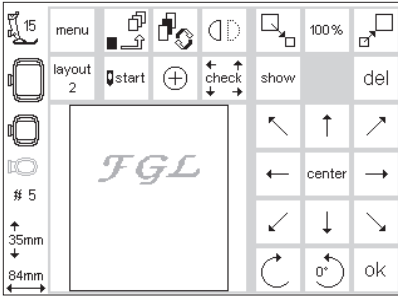 15
menu
100%
layout
2
start
check
show
del
FGL
center
# 5
35mm
84mm
0°
ok